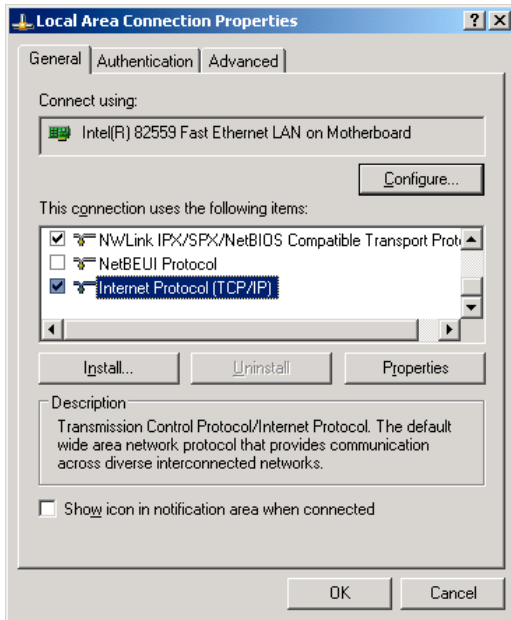 Local Area Connection Properties
General Authentication Advanced
Connect using:
Intel(R) 82559 Fast Ethernet LAN on Motherboard
Configure...
This connection uses the following items:
NWLink IPX/SPX/NetBIOS Compatible Transport Proto
NetBEUI Protocol
Internet Protocol (TCP/IP)
Install... Uninstall Properties
Description
Transmission Control Protocol/Internet Protocol. The default
wide area network protocol that provides communication
across diverse interconnected networks.
Show icon in notification area when connected
OK Cancel